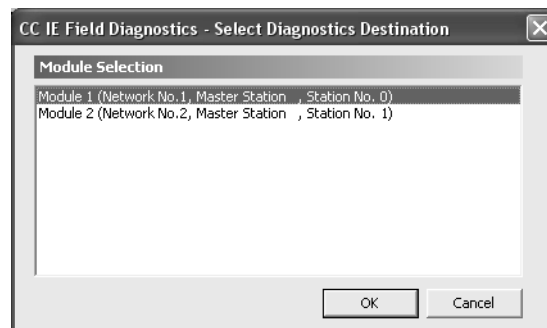 CC IE Field Diagnostics - Select Diagnostics Destination
Module Selection
Module 1 (Network No.1, Master Station , Station No. 0)
Module 2 (Network No.2, Master Station , Station No. 1)
OK Cancel